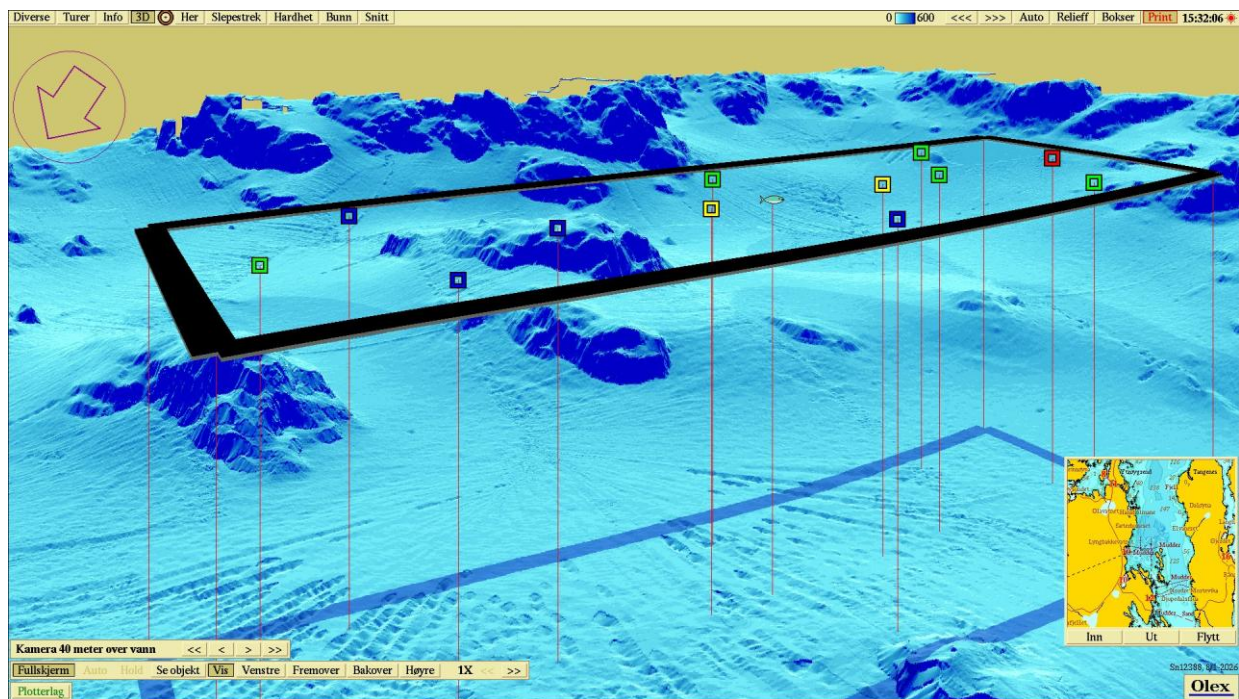 Diverse Turer Info 3D Her Slepestrek Hardhet Bunn Snitt 0 600 <<< >>> Auto Relieff Bokser Print 15:32:06
Tangenes
Mudder
Inn Ut Flytt
Kamera 40 meter over vann << < > >>
Fullskjerm Auto Hold Se objekt Vis Venstre Fremover Bakover Høyre 1X << >>
Plotterlag
Olex